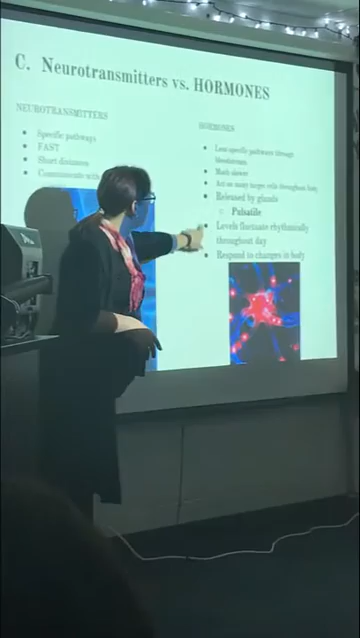 C. Neurotransmitters vs. HORMONES
NEUROTRANSMITTERS
• Specific pathways
• FAST
• Short distances
• Communicate with
HORMONES
• Less specific pathways through
bloodstream
• Much slower
• Act on many target cells throughout body
• Released by glands
○ Pulsatile
• Levels fluctuate rhythmically
throughout day
• Respond to changes in body